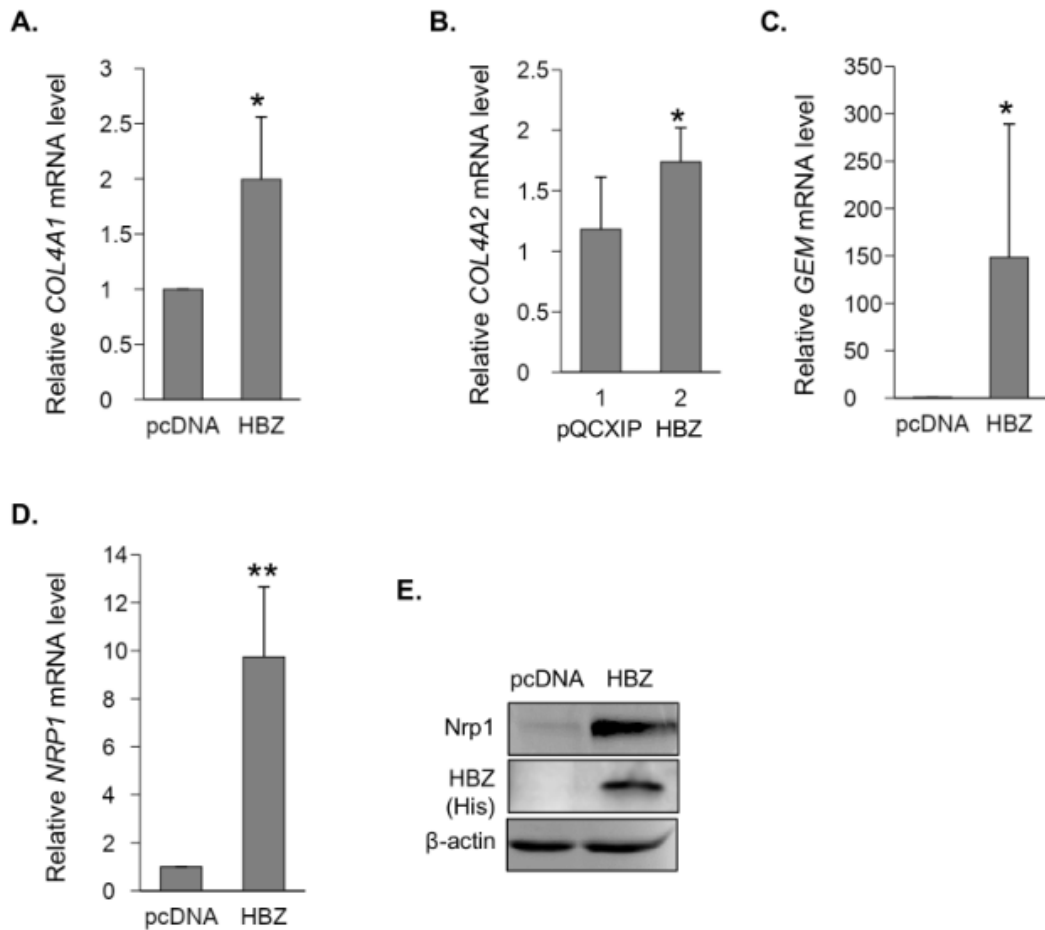 A.
Relative COL4A1 mRNA level
3
2.5
2
1.5
1
0.5
0
*
pcDNA HBZ
B.
Relative COL4A2 mRNA level
2.5
2
1.5
1
0.5
0
*
1 2
pQCXIP HBZ
C.
Relative GEM mRNA level
350
300
250
200
150
100
50
0
*
pcDNA HBZ
D.
Relative NRP1 mRNA level
14
12
10
8
6
4
2
0
**
pcDNA HBZ
E.
pcDNA HBZ
Nrp1
HBZ
(His)
β-actin